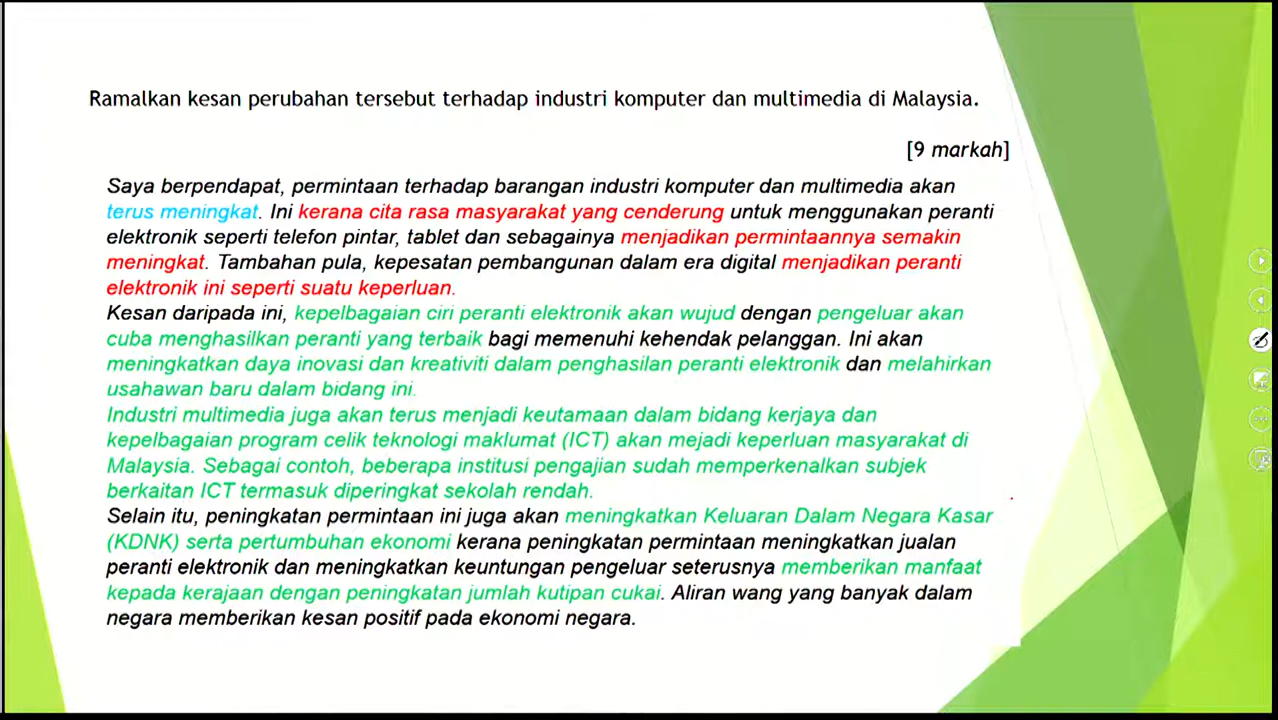 Ramalkan kesan perubahan tersebut terhadap industri komputer dan multimedia di Malaysia.
[9 markah]
Saya berpendapat, permintaan terhadap barangan industri komputer dan multimedia akan
terus meningkat. Ini kerana cita rasa masyarakat yang cenderung untuk menggunakan peranti
elektronik seperti telefon pintar, tablet dan sebagainya menjadikan permintaannya semakin
meningkat. Tambahan pula, kepesatan pembangunan dalam era digital menjadikan peranti
elektronik ini seperti suatu keperluan.
Kesan daripada ini, kepelbagaian ciri peranti elektronik akan wujud dengan pengeluar akan
cuba menghasilkan peranti yang terbaik bagi memenuhi kehendak pelanggan. Ini akan
meningkatkan daya inovasi dan kreativiti dalam penghasilan peranti elektronik dan melahirkan
usahawan baru dalam bidang ini.
Industri multimedia juga akan terus menjadi keutamaan dalam bidang kerjaya dan
kepelbagaian program celik teknologi maklumat (ICT) akan mejadi keperluan masyarakat di
Malaysia. Sebagai contoh, beberapa institusi pengajian sudah memperkenalkan subjek
berkaitan ICT termasuk diperingkat sekolah rendah.
Selain itu, peningkatan permintaan ini juga akan meningkatkan Keluaran Dalam Negara Kasar
(KDNK) serta pertumbuhan ekonomi kerana peningkatan permintaan meningkatkan jualan
peranti elektronik dan meningkatkan keuntungan pengeluar seterusnya memberikan manfaat
kepada kerajaan dengan peningkatan jumlah kutipan cukai. Aliran wang yang banyak dalam
negara memberikan kesan positif pada ekonomi negara.